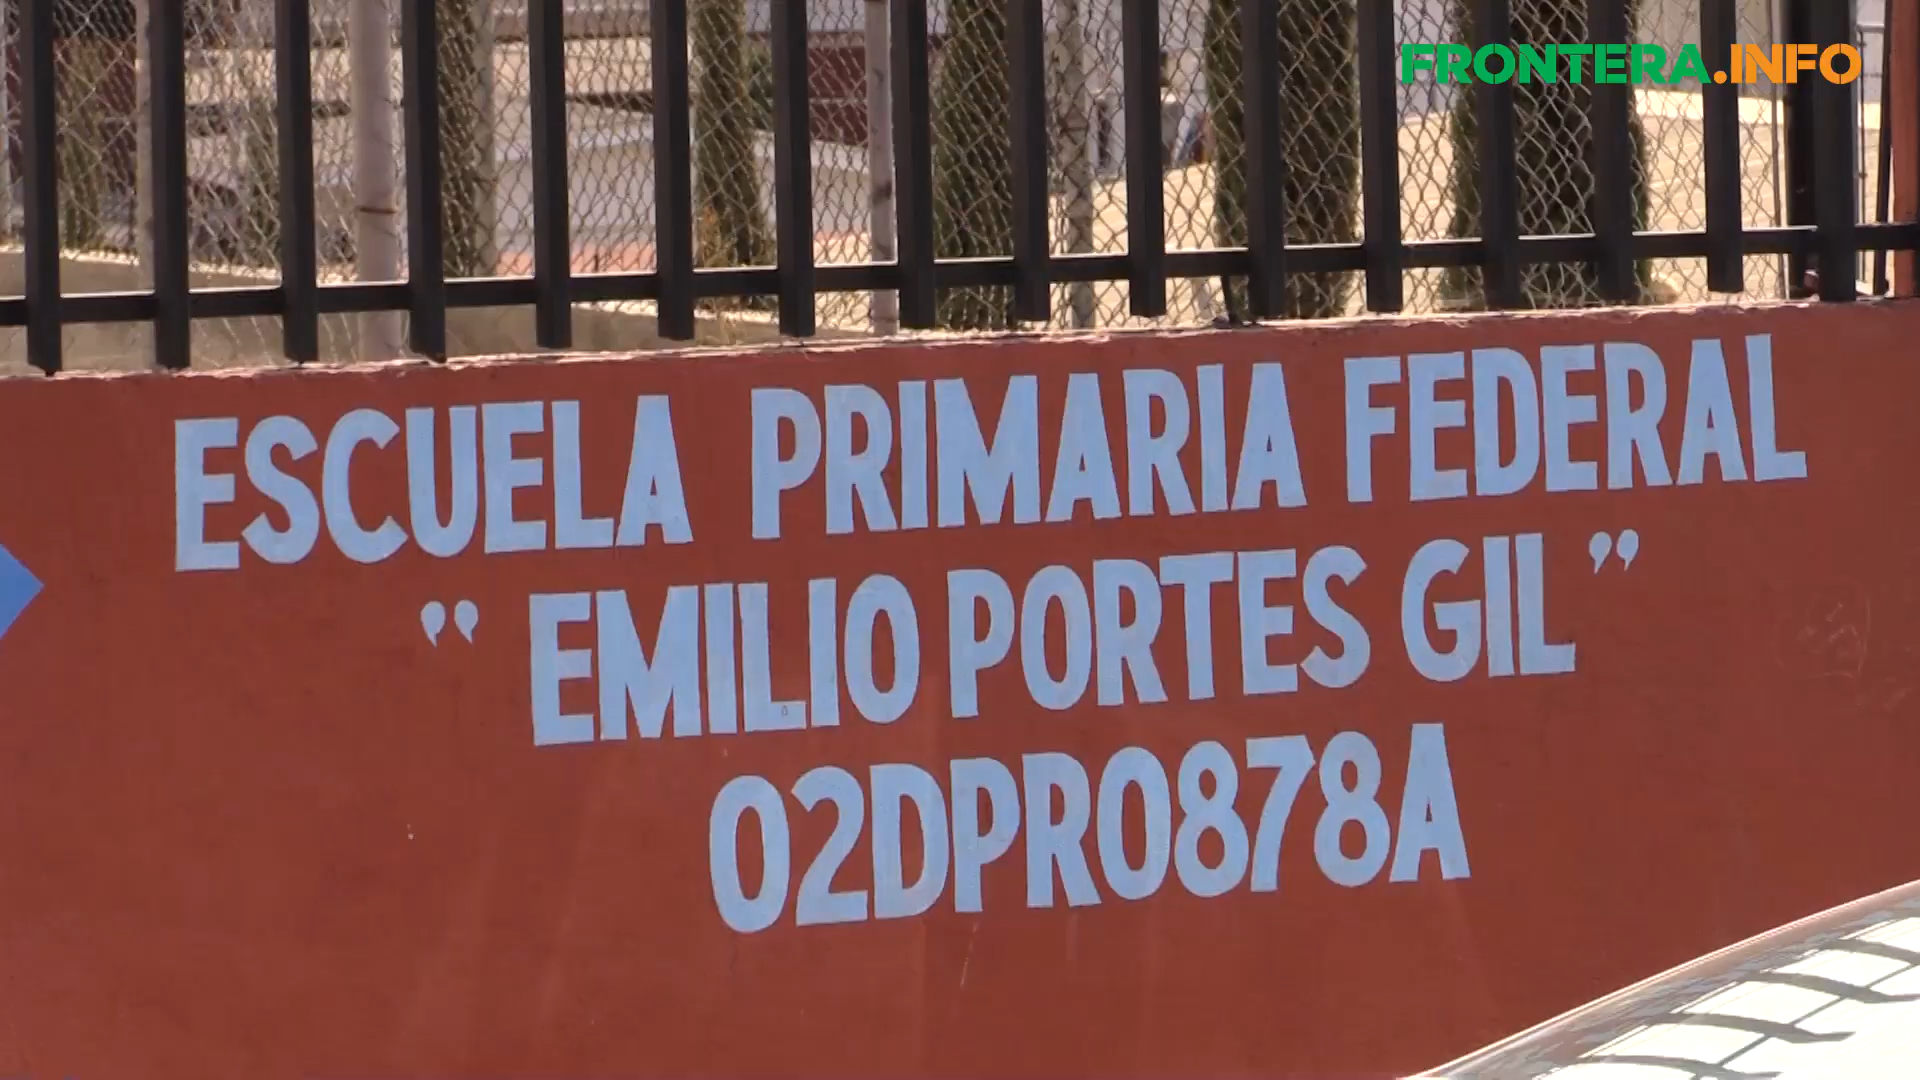 FRONTERA.INFO
ESCUELA PRIMARIA FEDERAL
"EMILIO PORTES GIL"
02DPR0878A